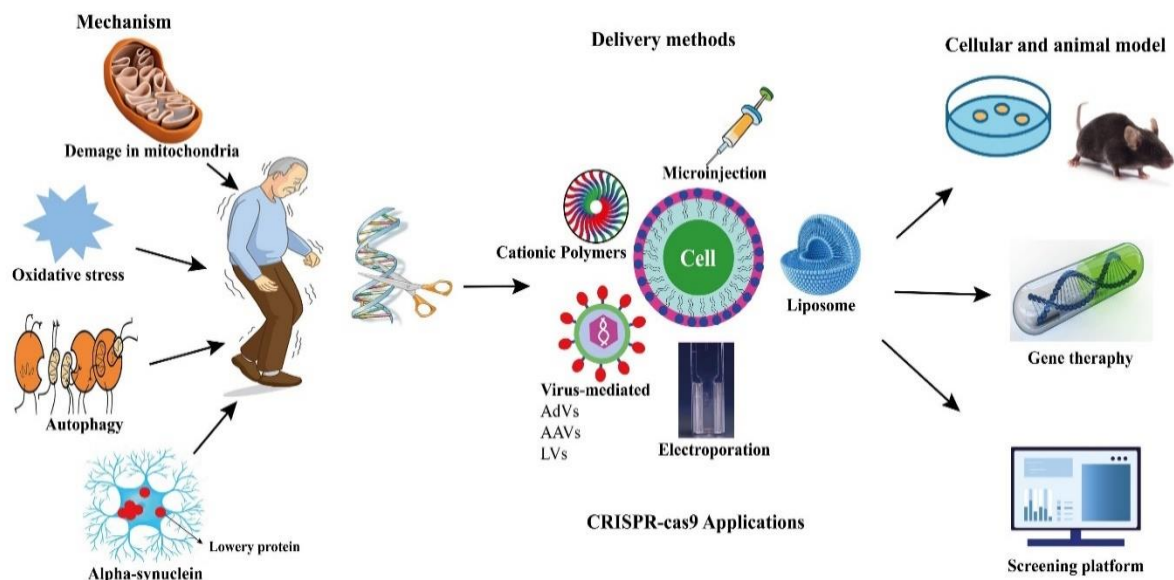 Mechanism
Demage in mitochondria
Oxidative stress
Autophagy
Lowery protein
Alpha-synuclein
Delivery methods
Microinjection
Cationic Polymers
Cell
Liposome
Virus-mediated
AdVs
AAVs
LVs
Electroporation
CRISPR-cas9 Applications
Cellular and animal model
Gene theraphy
Screening platform